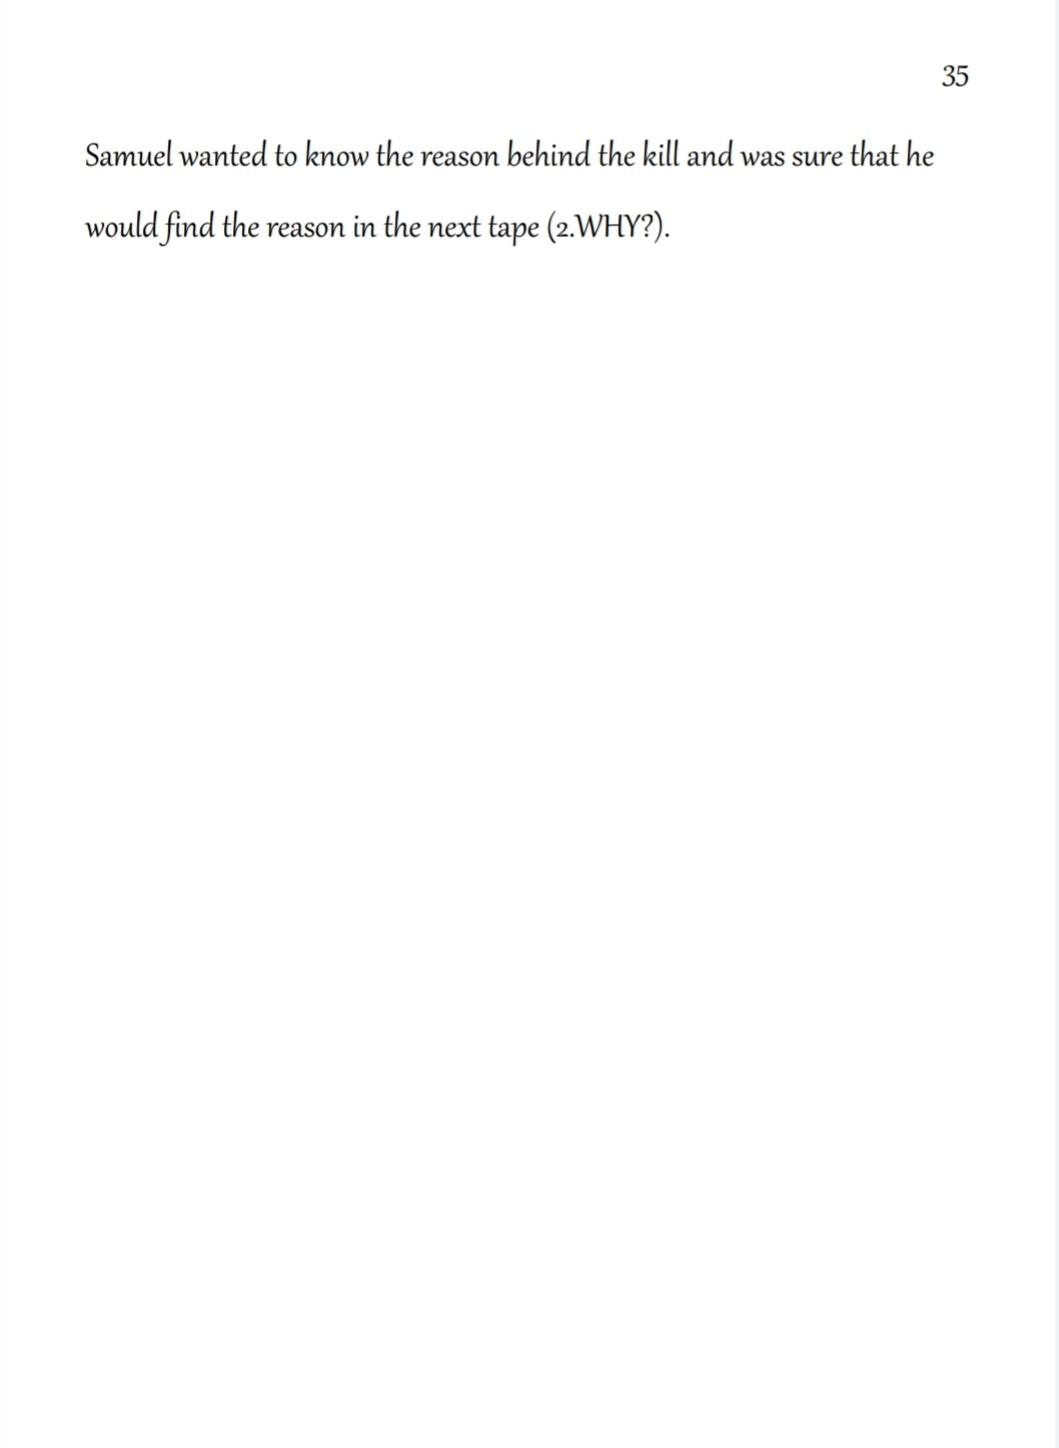 35
Samuel wanted to know the reason behind the kill and was sure that he
would find the reason in the next tape (2.WHY?).